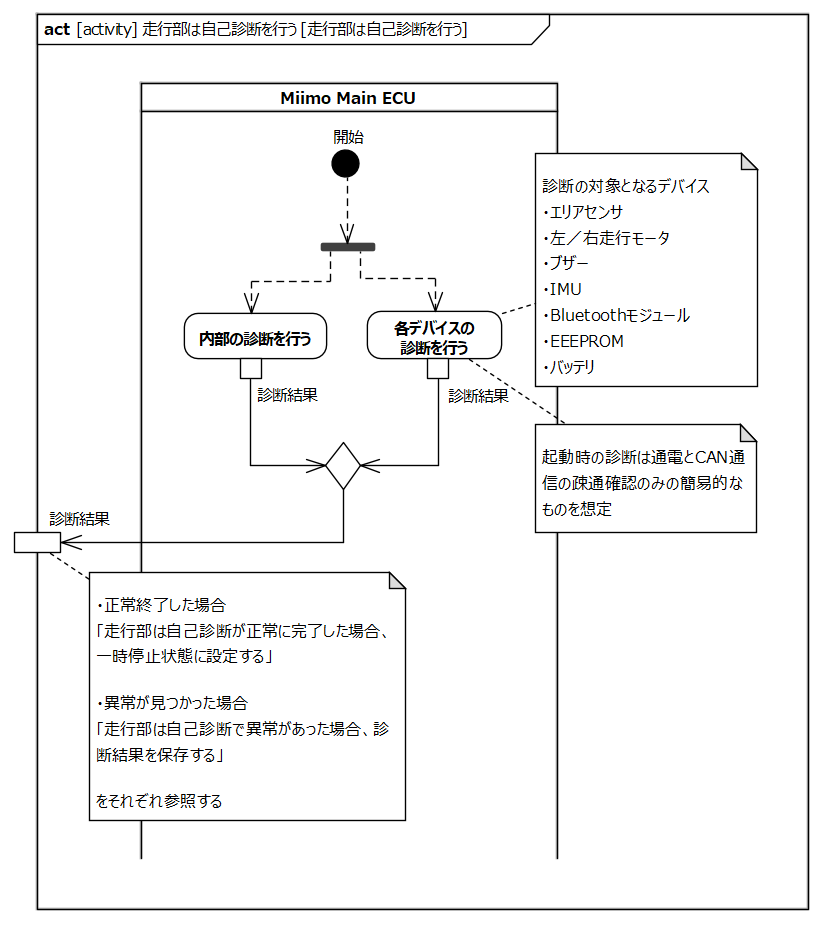 act [activity] 走行部は自己診断を行う [走行部は自己診断を行う]
Miimo Main ECU
開始
診断の対象となるデバイス
・エリアセンサ
・左／右走行モータ
・ブザー
・IMU
・Bluetoothモジュール
・EEEPROM
・バッテリ
内部の診断を行う
各デバイスの
診断を行う
診断結果
診断結果
起動時の診断は通電とCAN通
信の疎通確認のみの簡易的な
ものを想定
診断結果
・正常終了した場合
「走行部は自己診断が正常に完了した場合、
一時停止状態に設定する」
・異常が見つかった場合
「走行部は自己診断で異常があった場合、診
断結果を保存する」
をそれぞれ参照する